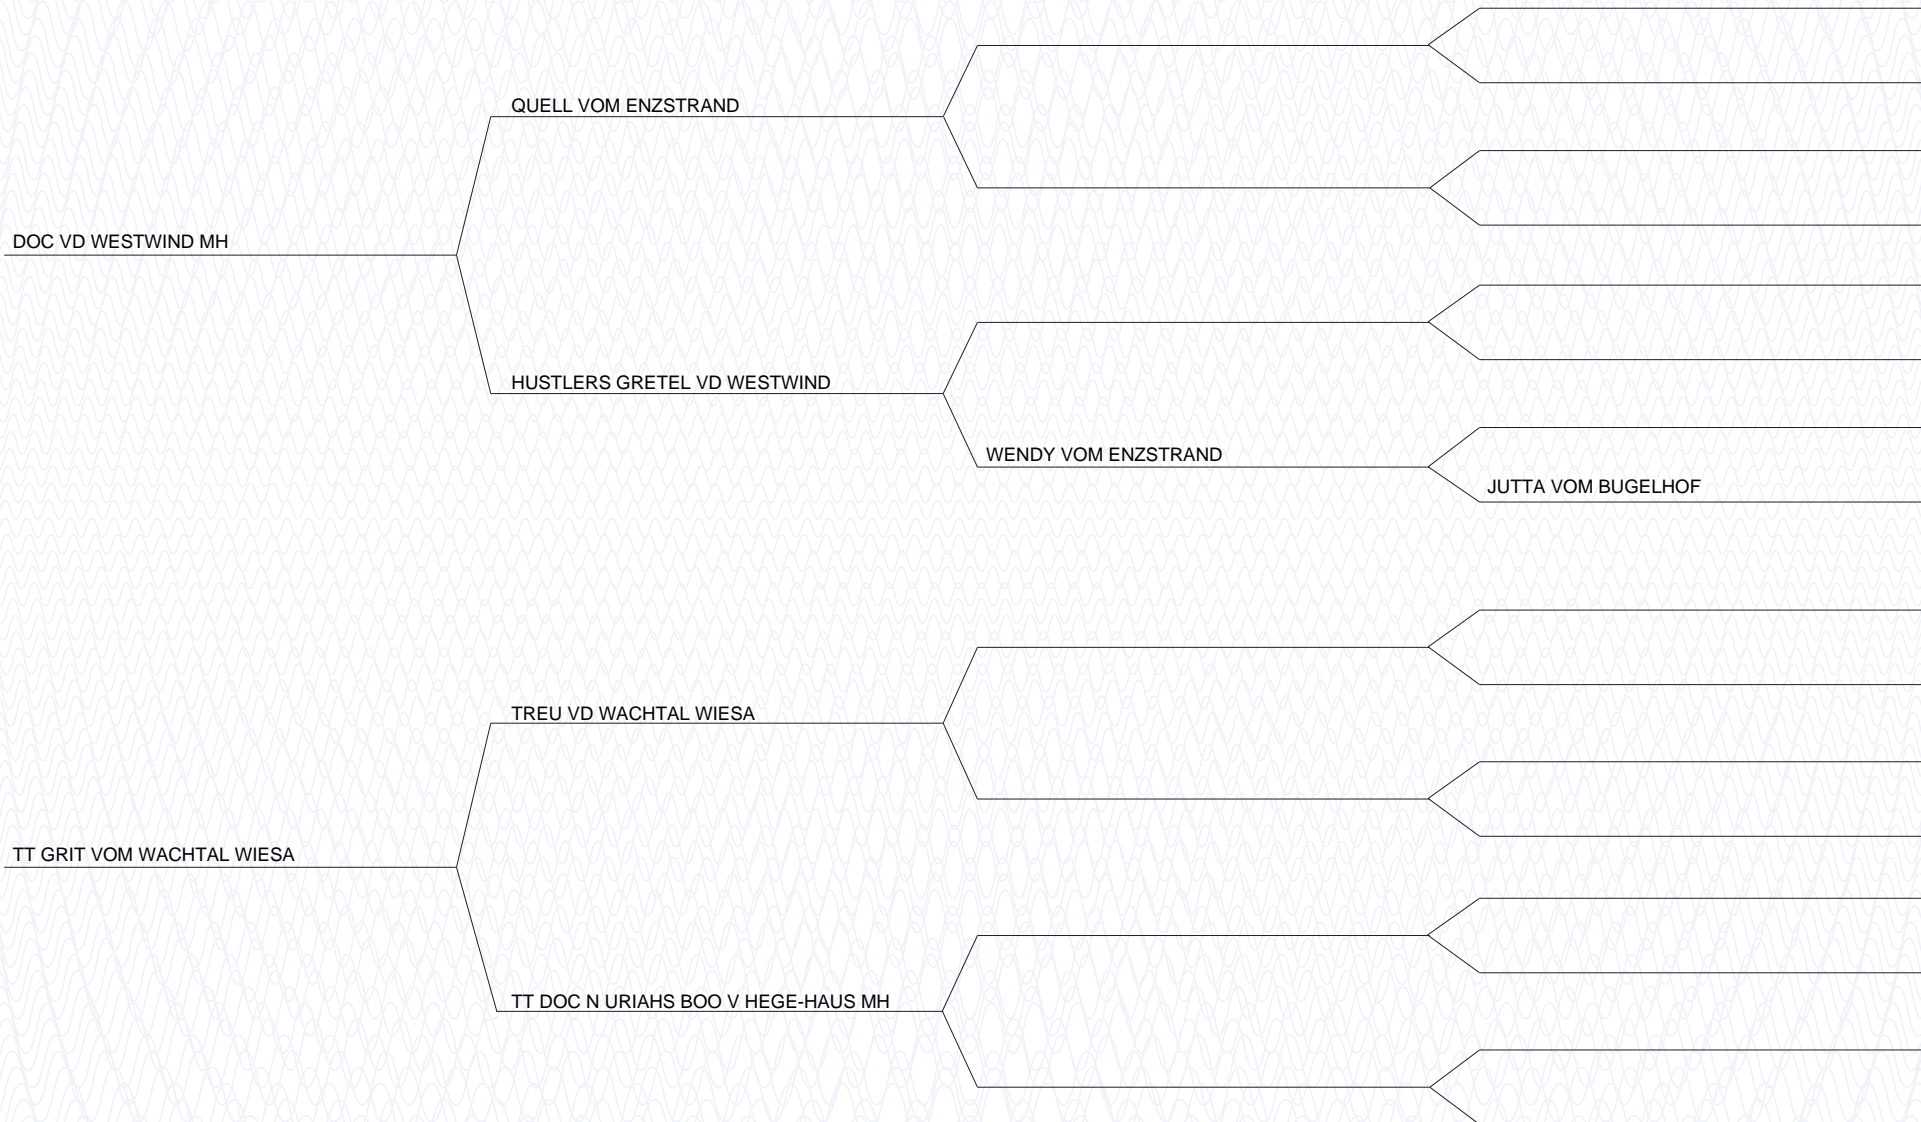 QUELL VOM ENZSTRAND
DOC VD WESTWIND MH
HUSTLERS GRETEL VD WESTWIND
WENDY VOM ENZSTRAND
JUTTA VOM BUGELHOF
TREU VD WACHTAL WIESA
TT GRIT VOM WACHTAL WIESA
TT DOC N URIAHS BOO V HEGE-HAUS MH